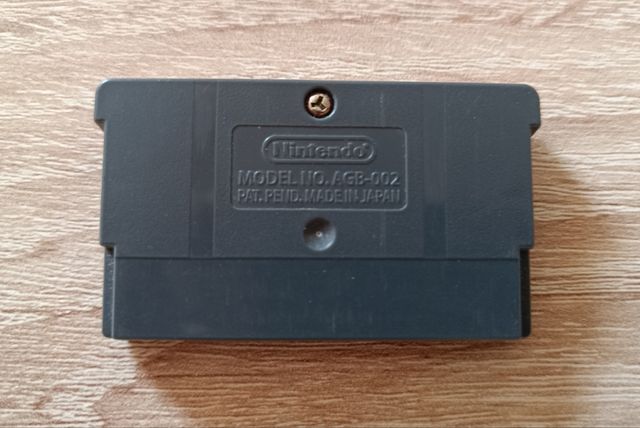 Nintendo
MODEL NO. AGB-002
PAT. PEND. MADE IN JAPAN